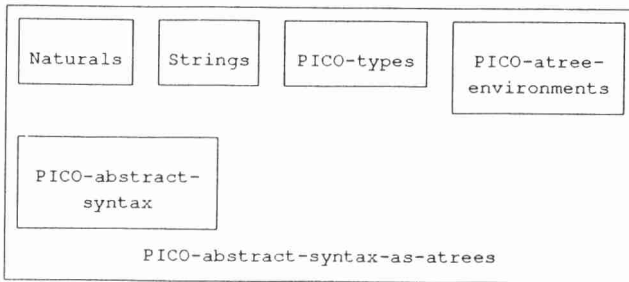 Naturals
Strings
PICO-types
PICO-atree-
environments
PICO-abstract-
syntax
PICO-abstract-syntax-as-atrees